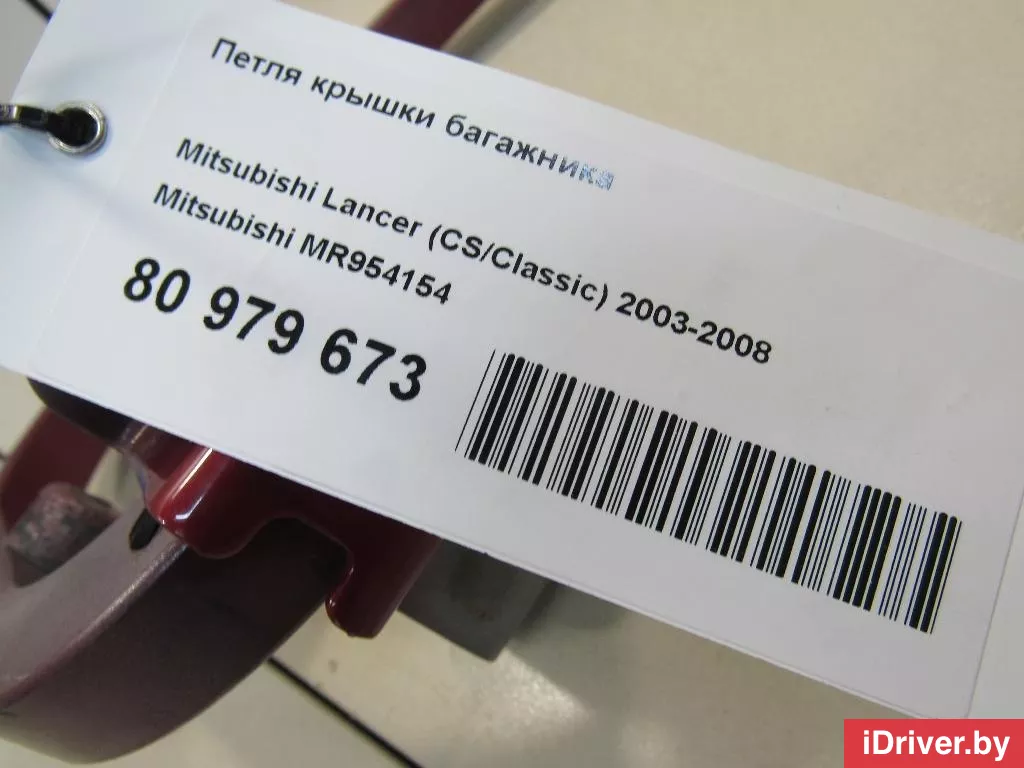 Петля крышки багажника
Mitsubishi Lancer (CS/Classic) 2003-2008
Mitsubishi MR954154
80 979 673
iDriver.by